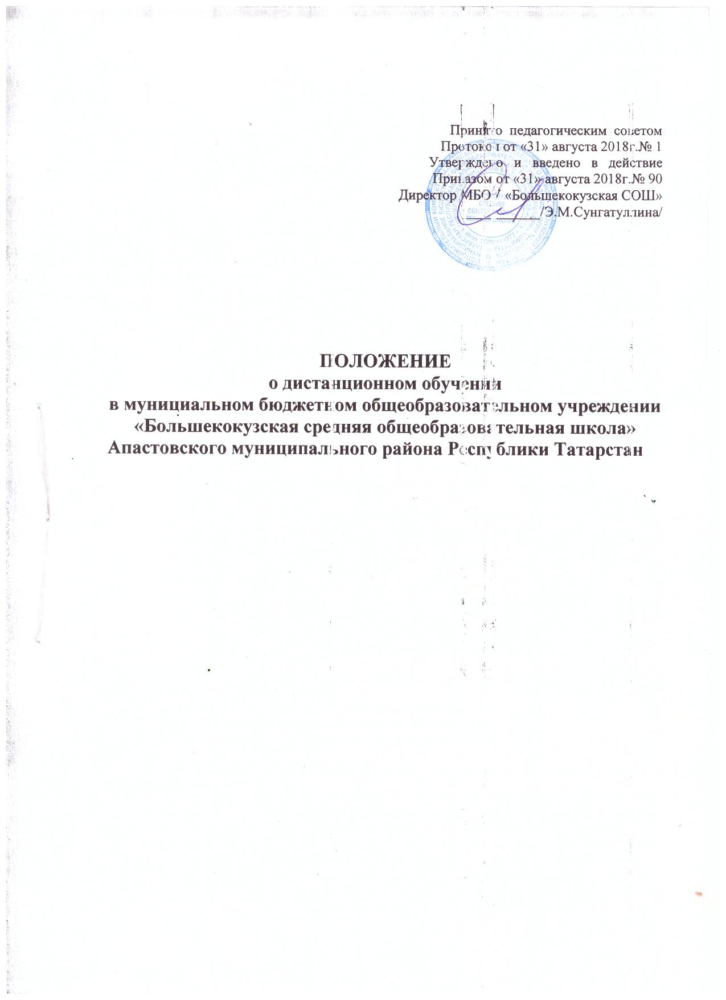 Принято педагогическим советом
Протокол от «31» августа 2018г.№ 1
Утверждено и введено в действие
Приказом от «31» августа 2018г.№ 90
Директор МБОУ «Большекокузская СОШ»
/Э.М.Сунгатуллина/
СРЕДНЯЯ
ПОЛОЖЕНИЕ
о дистанционном обучении
в муниципальном бюджетном общеобразовательном учреждении
«Большекокузская средняя общеобразовательная школа»
Апастовского муниципального района Республики Татарстан